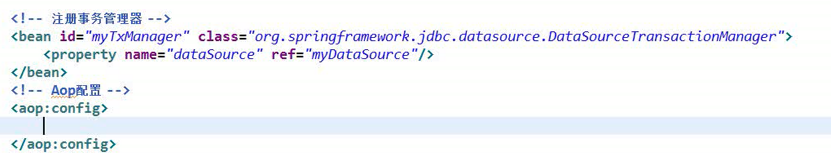 <!-- 注册事务管理器 -->
<bean id="myTxManager" class="org.springframework.jdbc.datasource.DataSourceTransactionManager">
<property name="dataSource" ref="myDataSource"/>
</bean>
<!-- Aop配置 -->
<aop:config>
</aop:config>